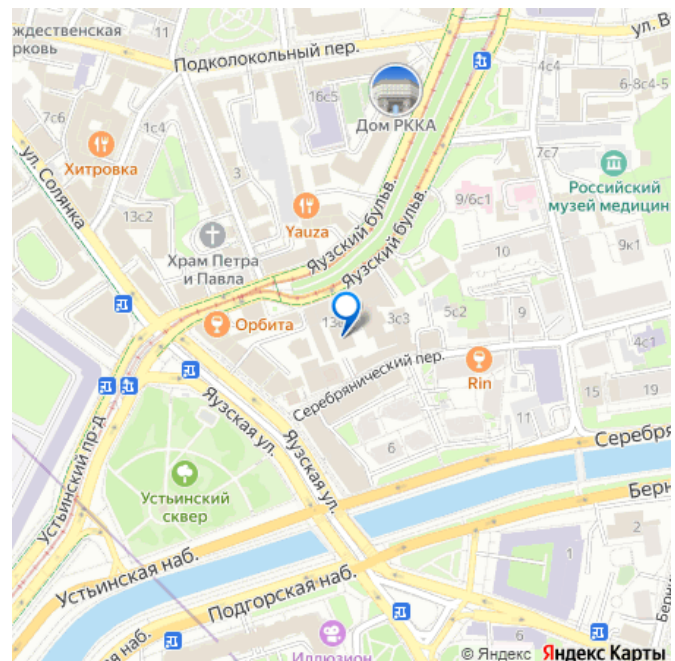 ждественская
рковь
11
Подколокольный пер.
ул. В
4с4
6-8с4-5
16с5
Дом РККА
7с6
1с4
Хитровка
3
7с7
Российский
музей медицин
ул. Солянка
13с2
Yauza
Яузский бульв.
9/6с1
Храм Петра
и Павла
Яузский бульв.
10
9к1
Орбита
3с3
5с2
9
4с1
Серебрянический пер.
Rin
15
19
11
Яузская ул.
Яузская ул.
6
Устьинский пр-д
Серебря
Устьинский
сквер
Берн
2
1
Устьинская наб.
Подгорская наб.
Берни
наб.
Иллюзион
6
© Яндекс Яндекс Карты